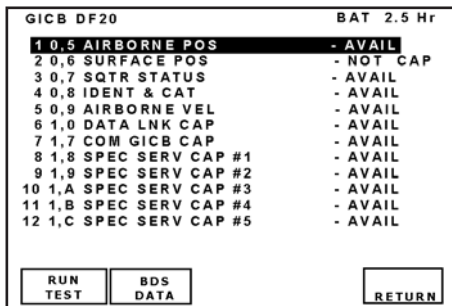 GICB DF20 BAT 2.5 Hr
1 0,5 AIRBORNE POS - AVAIL
2 0,6 SURFACE POS - NOT CAP
3 0,7 SQTR STATUS - AVAIL
4 0,8 IDENT & CAT - AVAIL
5 0,9 AIRBORNE VEL - AVAIL
6 1,0 DATA LNK CAP - AVAIL
7 1,7 COM GICB CAP - AVAIL
8 1,8 SPEC SERV CAP #1 - AVAIL
9 1,9 SPEC SERV CAP #2 - AVAIL
10 1,A SPEC SERV CAP #3 - AVAIL
11 1,B SPEC SERV CAP #4 - AVAIL
12 1,C SPEC SERV CAP #5 - AVAIL
RUN TEST
BDS DATA
RETURN